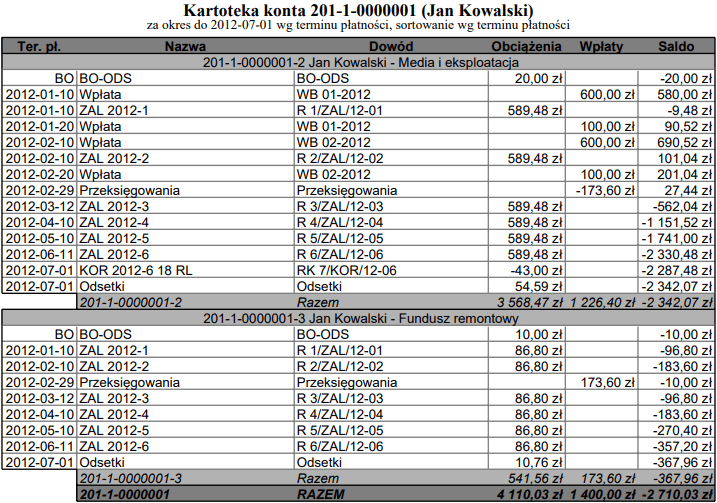 Kartoteka konta 201-1-0000001 (Jan Kowalski)
za okres do 2012-07-01 wg terminu płatności, sortowanie wg terminu płatności
Ter. pł. Nazwa Dowód Obciążenia Wpłaty Saldo
201-1-0000001-2 Jan Kowalski - Media i eksploatacja
BO BO-ODS BO-ODS 20,00 zł -20,00 zł
2012-01-10 Wpłata WB 01-2012 600,00 zł 580,00 zł
2012-01-10 ZAL 2012-1 R 1/ZAL/12-01 589,48 zł -9,48 zł
2012-01-20 Wpłata WB 01-2012 100,00 zł 90,52 zł
2012-02-10 Wpłata WB 02-2012 600,00 zł 690,52 zł
2012-02-10 ZAL 2012-2 R 2/ZAL/12-02 589,48 zł 101,04 zł
2012-02-20 Wpłata WB 02-2012 100,00 zł 201,04 zł
2012-02-29 Przeksięgowania Przeksięgowania -173,60 zł 27,44 zł
2012-03-12 ZAL 2012-3 R 3/ZAL/12-03 589,48 zł -562,04 zł
2012-04-10 ZAL 2012-4 R 4/ZAL/12-04 589,48 zł -1 151,52 zł
2012-05-10 ZAL 2012-5 R 5/ZAL/12-05 589,48 zł -1 741,00 zł
2012-06-11 ZAL 2012-6 R 6/ZAL/12-06 589,48 zł -2 330,48 zł
2012-07-01 KOR 2012-6 18 RL RK 7/KOR/12-06 -43,00 zł -2 287,48 zł
2012-07-01 Odsetki Odsetki 54,59 zł -2 342,07 zł
201-1-0000001-2 Razem 3 568,47 zł 1 226,40 zł -2 342,07 zł
201-1-0000001-3 Jan Kowalski - Fundusz remontowy
BO BO-ODS BO-ODS 10,00 zł -10,00 zł
2012-01-10 ZAL 2012-1 R 1/ZAL/12-01 86,80 zł -96,80 zł
2012-02-10 ZAL 2012-2 R 2/ZAL/12-02 86,80 zł -183,60 zł
2012-02-29 Przeksięgowania Przeksięgowania 173,60 zł -10,00 zł
2012-03-12 ZAL 2012-3 R 3/ZAL/12-03 86,80 zł -96,80 zł
2012-04-10 ZAL 2012-4 R 4/ZAL/12-04 86,80 zł -183,60 zł
2012-05-10 ZAL 2012-5 R 5/ZAL/12-05 86,80 zł -270,40 zł
2012-06-11 ZAL 2012-6 R 6/ZAL/12-06 86,80 zł -357,20 zł
2012-07-01 Odsetki Odsetki 10,76 zł -367,96 zł
201-1-0000001-3 Razem 541,56 zł 173,60 zł -367,96 zł
201-1-0000001 RAZEM 4 110,03 zł 1 400,00 zł -2 710,03 zł